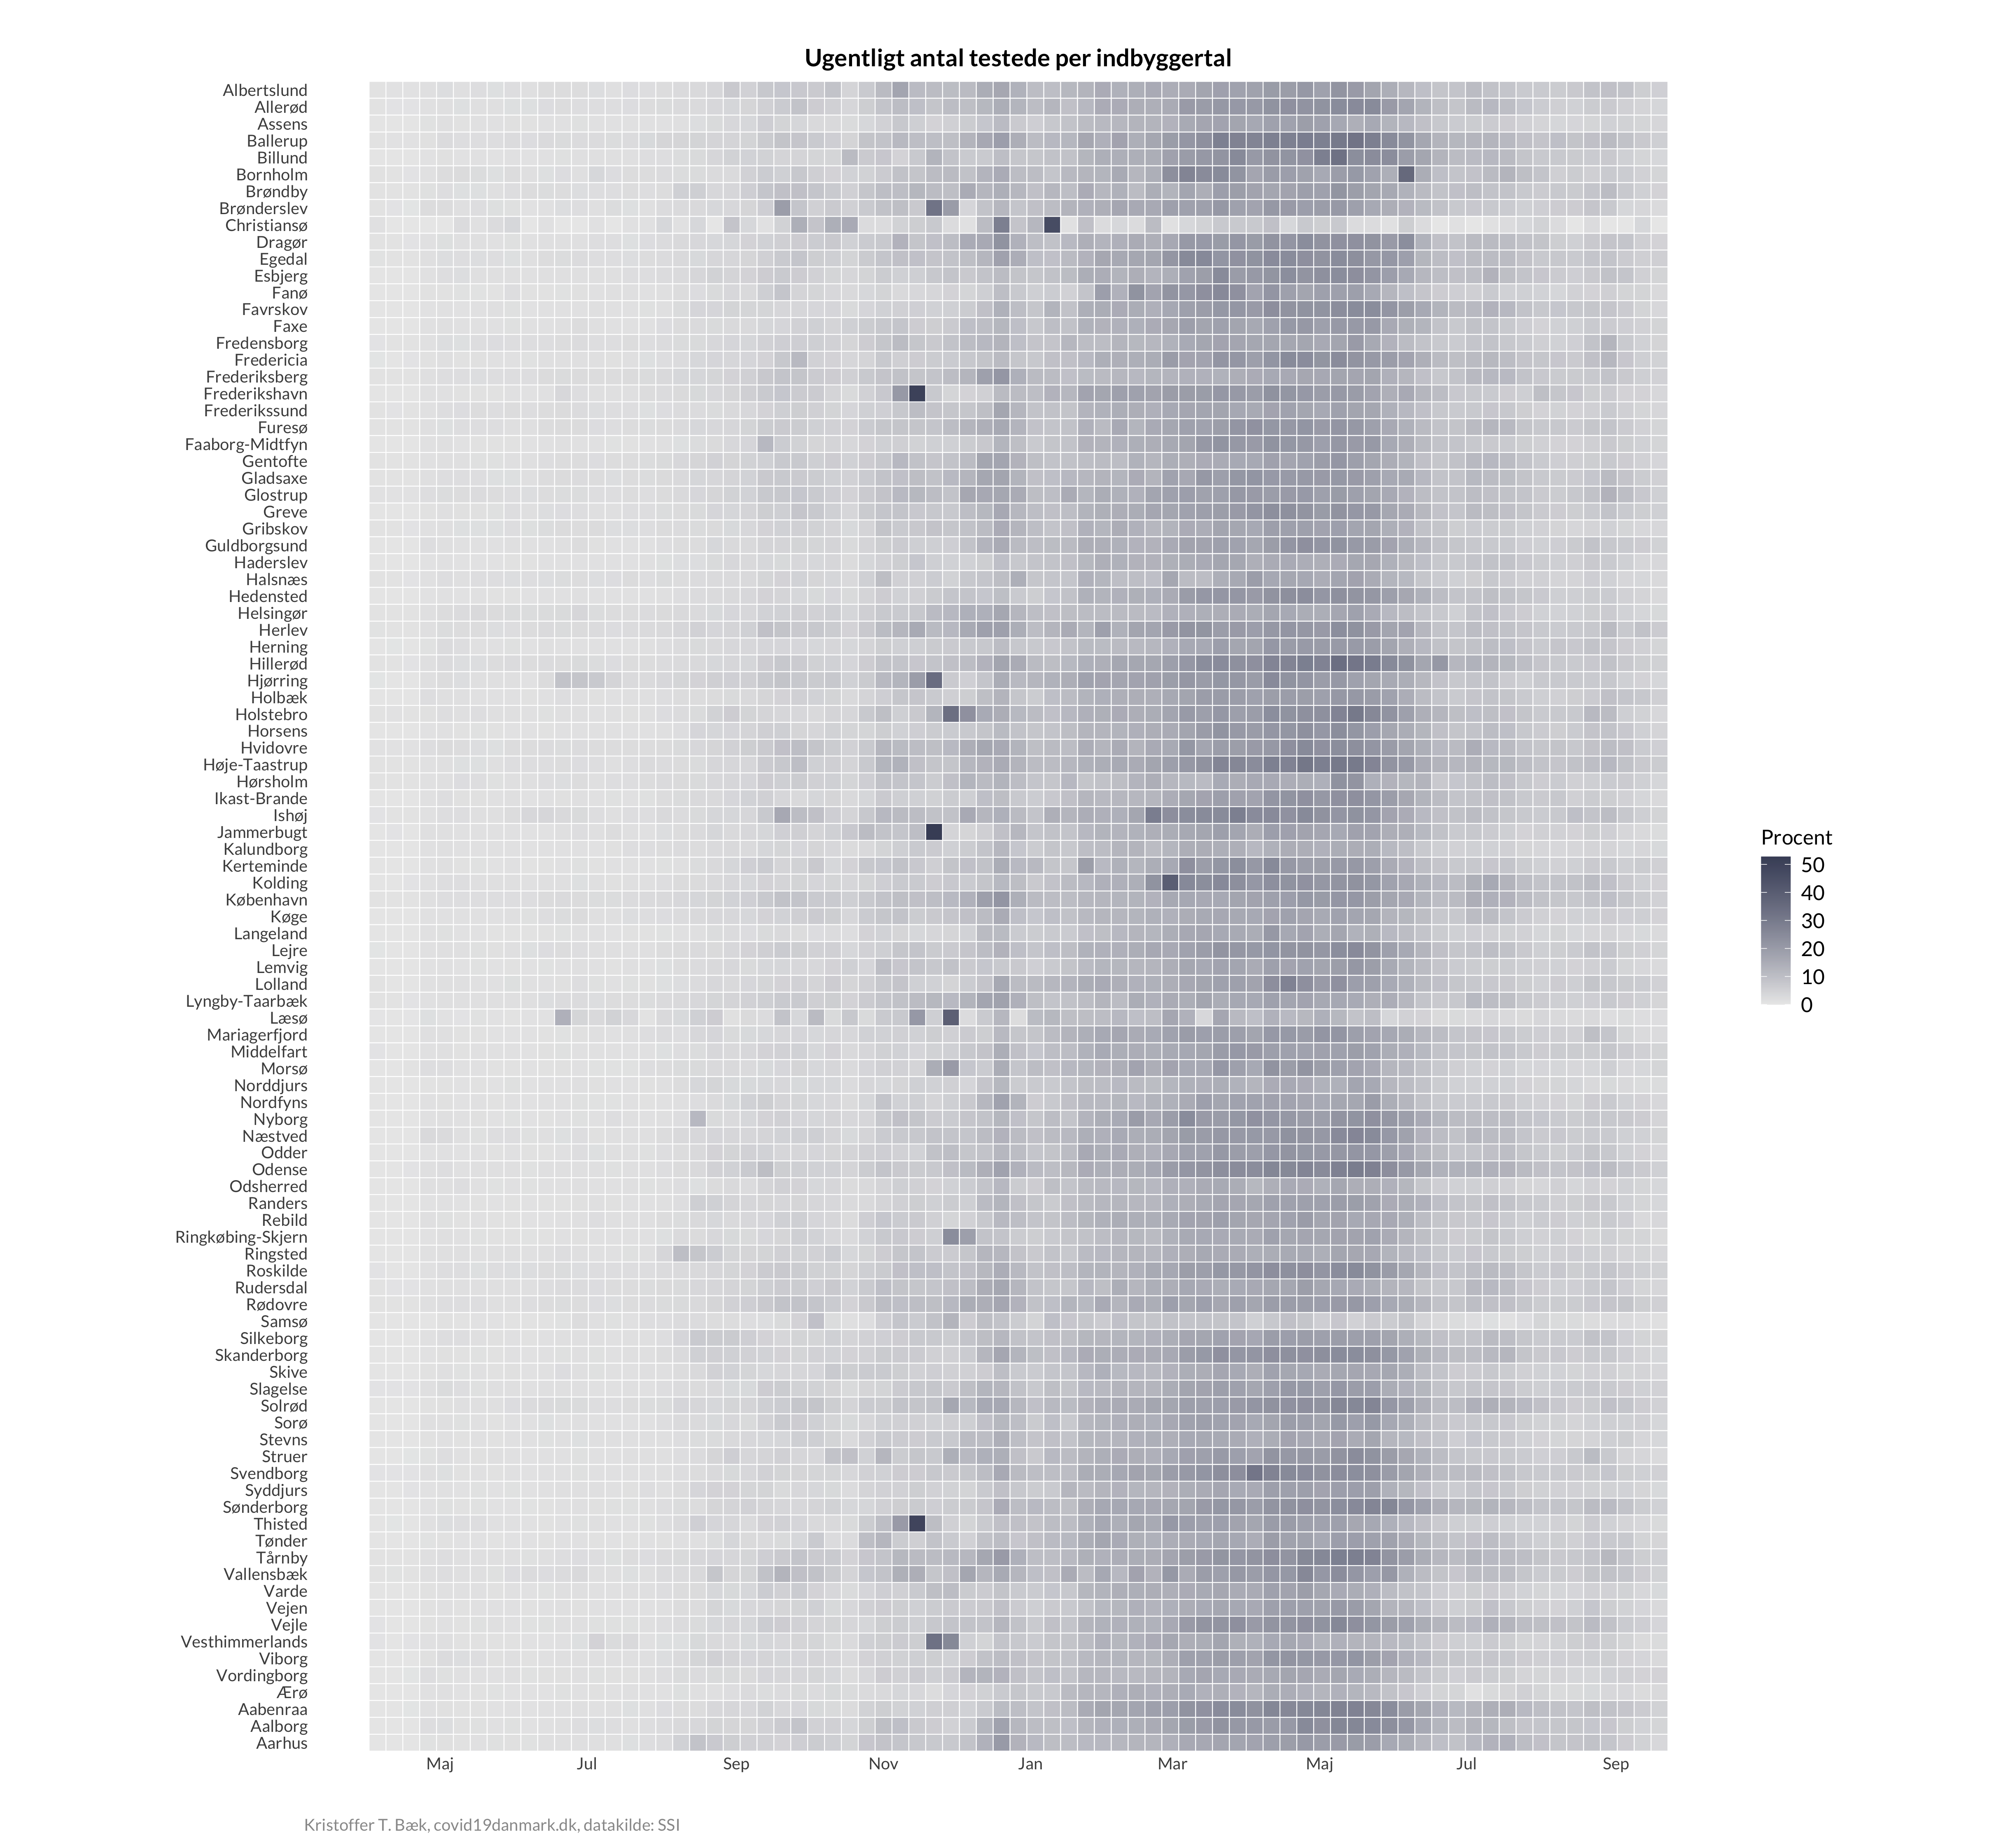 Ugentligt antal testede per indbyggertal
Albertslund
Allerød
Assens
Ballerup
Billund
Bornholm
Brøndby
Brønderslev
Christiansø
Dragør
Egedal
Esbjerg
Fanø
Favrskov
Faxe
Fredensborg
Fredericia
Frederiksberg
Frederikshavn
Frederikssund
Furesø
Faaborg-Midtfyn
Gentofte
Gladsaxe
Glostrup
Greve
Gribskov
Guldborgsund
Haderslev
Halsnæs
Hedensted
Helsingør
Herlev
Herning
Hillerød
Hjørring
Holbæk
Holstebro
Horsens
Hvidovre
Høje-Taastrup
Hørsholm
Ikast-Brande
Ishøj
Jammerbugt
Kalundborg
Kerteminde
Kolding
København
Køge
Langeland
Lejre
Lemvig
Lolland
Lyngby-Taarbæk
Læsø
Mariagerfjord
Middelfart
Morsø
Norddjurs
Nordfyns
Nyborg
Næstved
Odder
Odense
Odsherred
Randers
Rebild
Ringkøbing-Skjern
Ringsted
Roskilde
Rudersdal
Rødovre
Samsø
Silkeborg
Skanderborg
Skive
Slagelse
Solrød
Sorø
Stevns
Struer
Svendborg
Syddjurs
Sønderborg
Thisted
Tønder
Tårnby
Vallensbæk
Varde
Vejen
Vejle
Vesthimmerlands
Viborg
Vordingborg
Ærø
Aabenraa
Aalborg
Aarhus
Maj Jul Sep Nov Jan Mar Maj Jul Sep
Procent
50
40
30
20
10
0
Kristoffer T. Bæk, covid19danmark.dk, datakilde: SSI